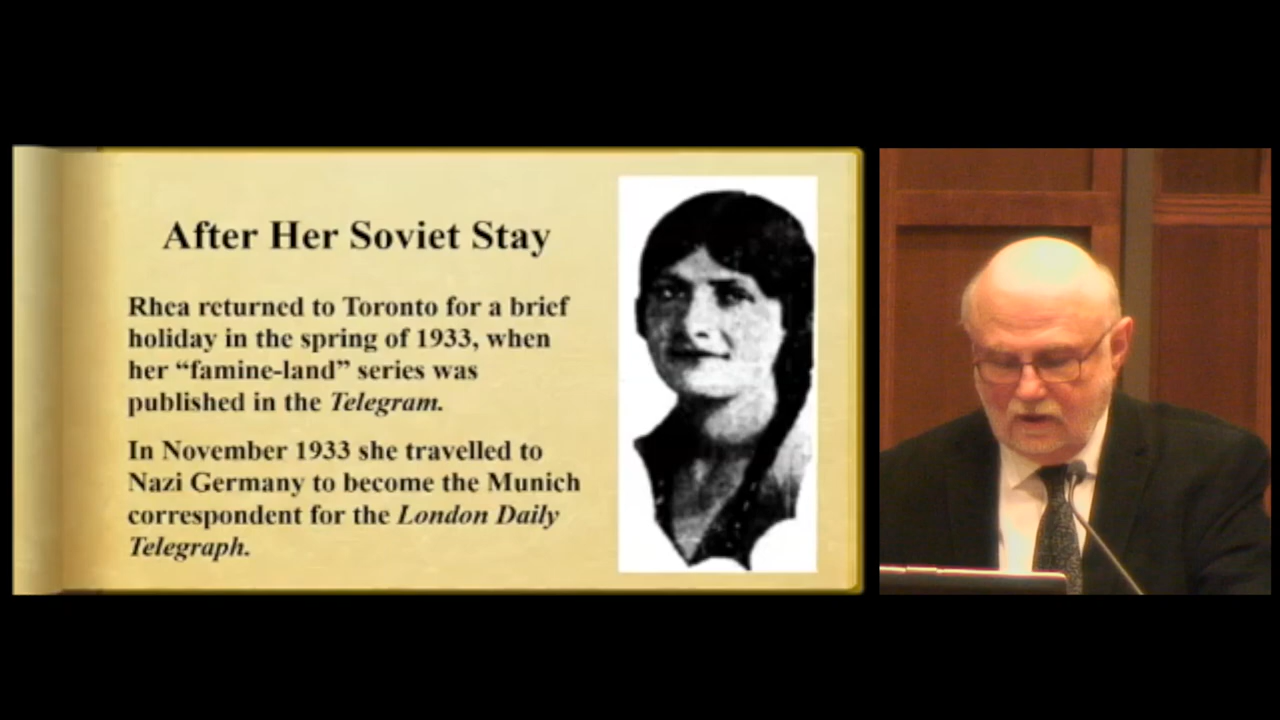 After Her Soviet Stay
Rhea returned to Toronto for a brief
holiday in the spring of 1933, when
her “famine-land” series was
published in the Telegram.
In November 1933 she travelled to
Nazi Germany to become the Munich
correspondent for the London Daily
Telegraph.